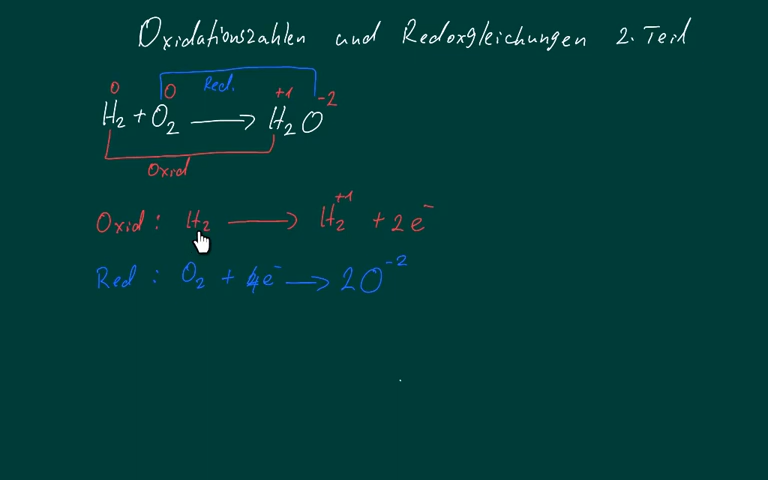 Oxidationszahlen und Redoxgleichungen 2. Teil
Red.
0 0 +1 -2
H2 + O2 → H2O
Oxid
Oxid : H2 → H2+1 + 2e-
Red : O2 + 4e- → 2O-2